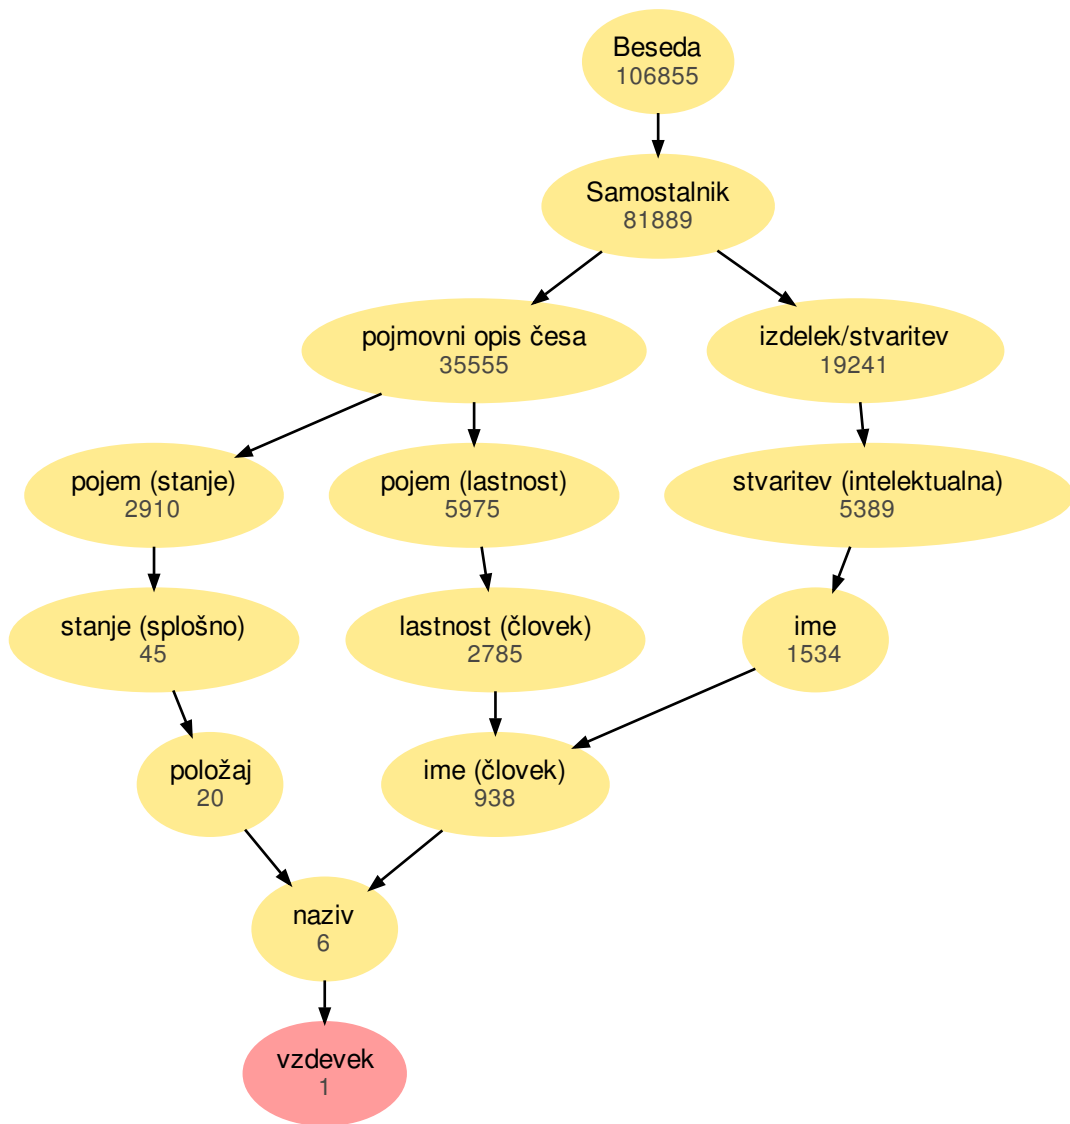 Beseda
106855
Samostalnik
81889
pojmovni opis česa
35555
izdelek/stvaritev
19241
pojem (stanje)
2910
pojem (lastnost)
5975
stvaritev (intelektualna)
5389
stanje (splošno)
45
lastnost (človek)
2785
ime
1534
položaj
20
ime (človek)
938
naziv
6
vzdevek
1